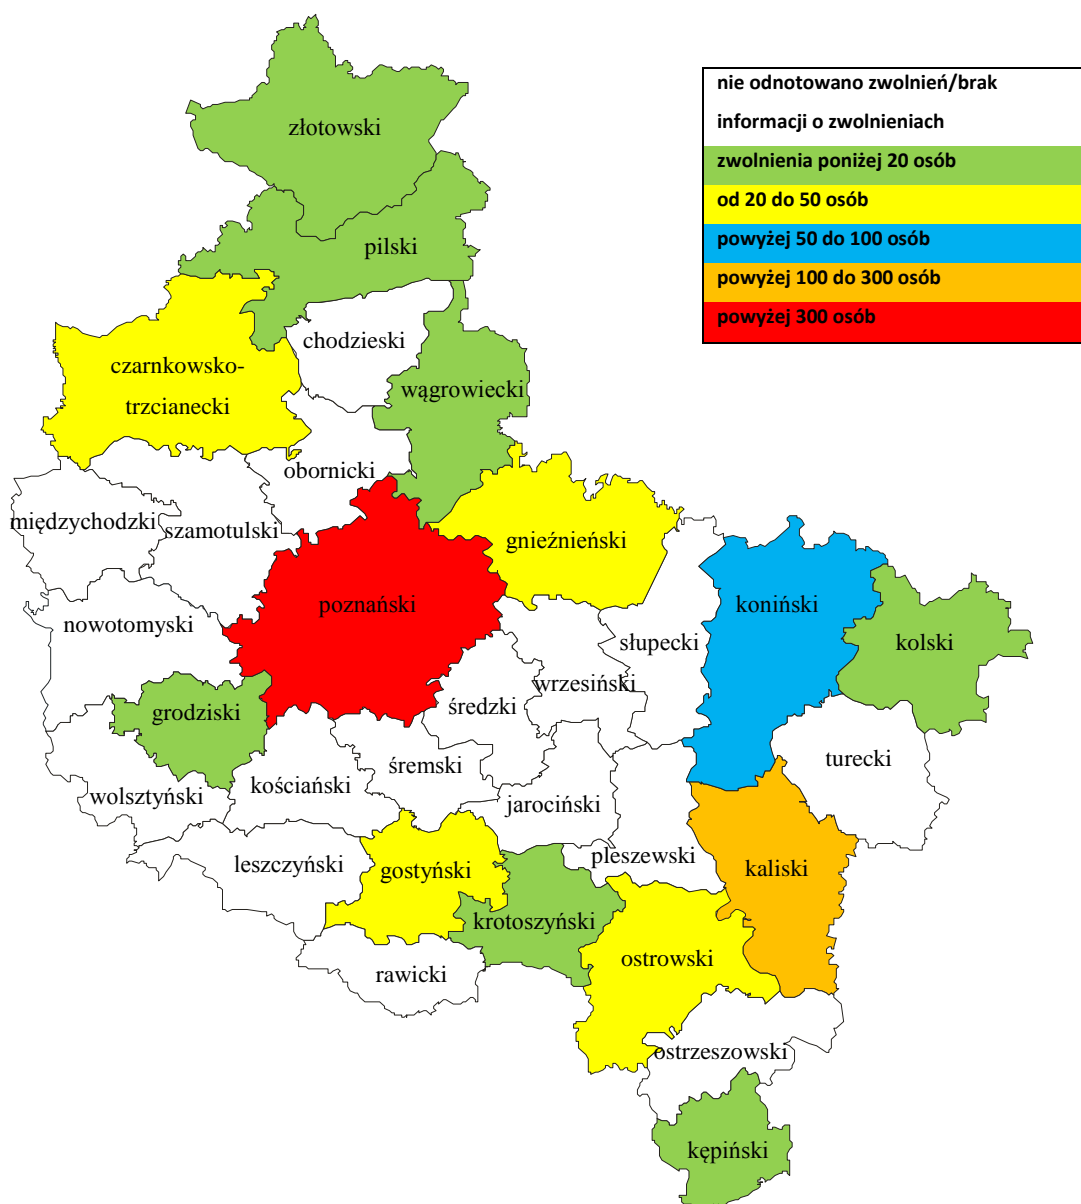 nie odnotowano zwolnień/brak
informacji o zwolnieniach
zwolnienia poniżej 20 osób
od 20 do 50 osób
powyżej 50 do 100 osób
powyżej 100 do 300 osób
powyżej 300 osób
złotowski
pilski
chodzieski
czarnkowsko-
trzcianecki
wągrowiecki
obornicki
międzychodzki
szamotulski
gnieźnieński
poznański
koniński
nowotomyski
słupecki
kolski
wrzesiński
grodziski
średzki
turecki
śremski
kościański
wolsztyński
jarociński
leszczyński
gostyński
pleszewski
kaliski
krotoszyński
ostrowski
rawicki
ostrzeszowski
kępiński